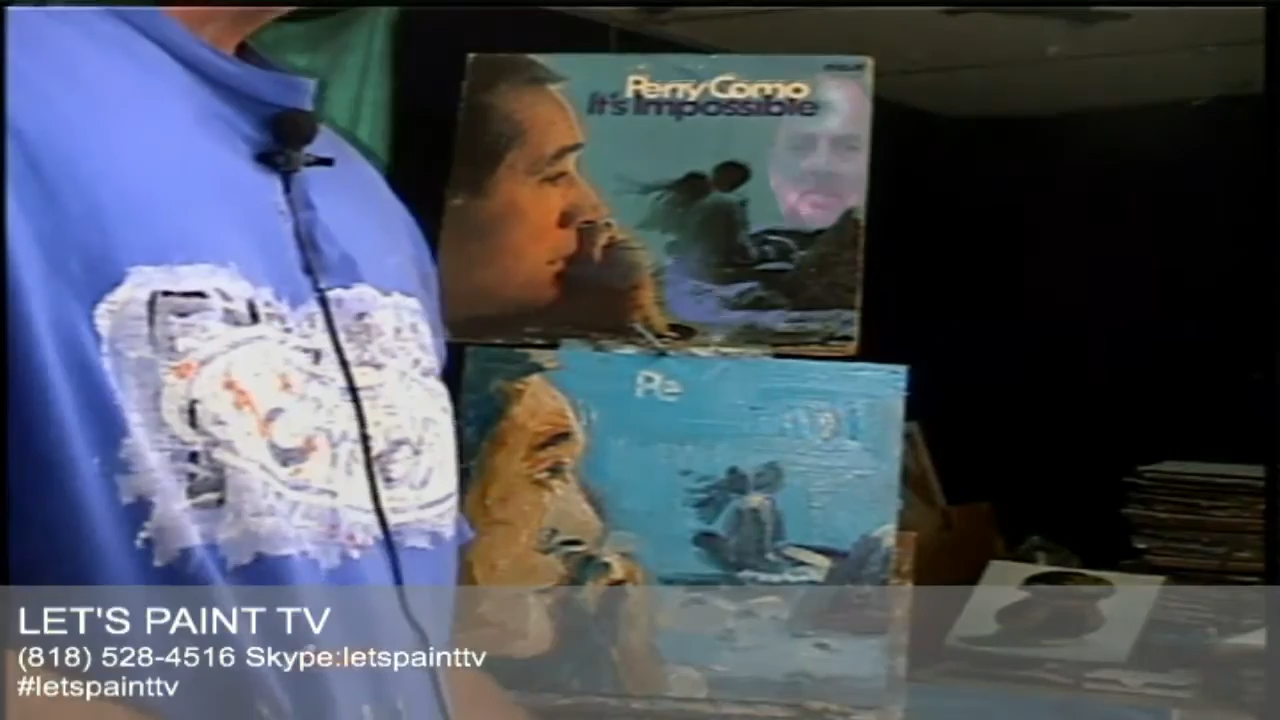 Perry Como
It's Impossible
Pe
LET'S PAINT TV
(818) 528-4516 Skype:letspainttv
#letspainttv